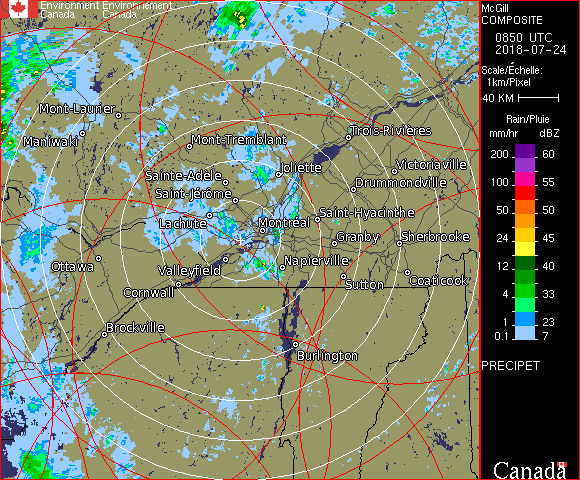 Environment Environnement
Canada Canada
McGill
COMPOSITE
0850 UTC
2018-07-24
Scale/Échelle:
1km/Pixel
40 KM
Rain/Pluie
mm/hr dBZ
200 60
100 55
50 50
24 45
12 40
4 33
1 23
0.1 7
PRECIPET
Canada
Mont-Laurier
Maniwaki
Mont-Tremblant
Trois-Rivières
Sainte-Adèle
Joliette
Victoriaville
Saint-Jérôme
Drummondville
Lachute
Montréal
Saint-Hyacinthe
Granby
Sherbrooke
Ottawa
Valleyfield
Napierville
Cornwall
Sutton
Coaticook
Brockville
Burlington